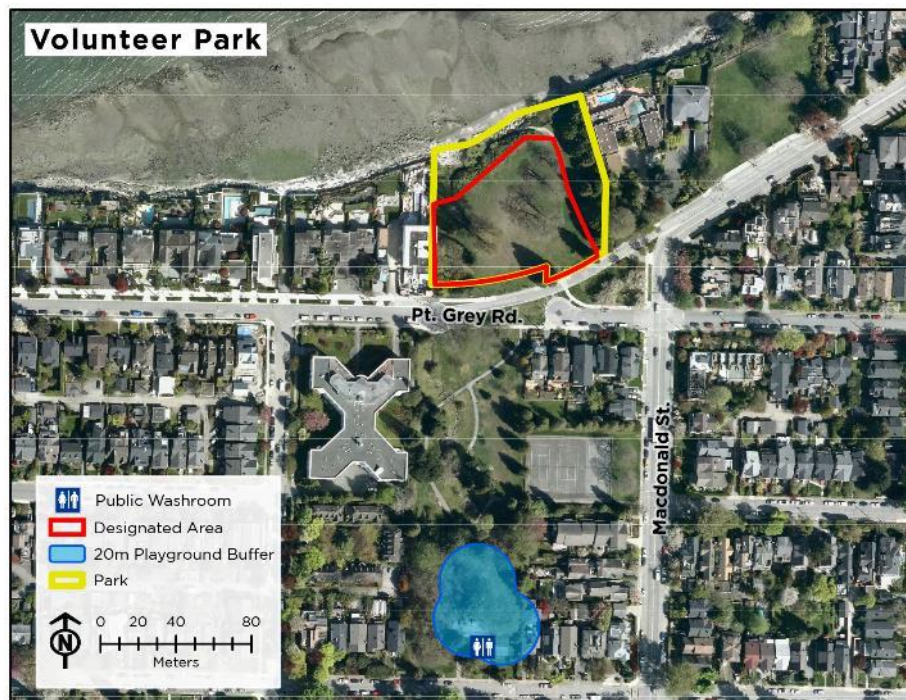 Volunteer Park
Pt. Grey Rd.
Macdonald St.
Public Washroom
Designated Area
20m Playground Buffer
Park
N
0 20 40 80
Meters